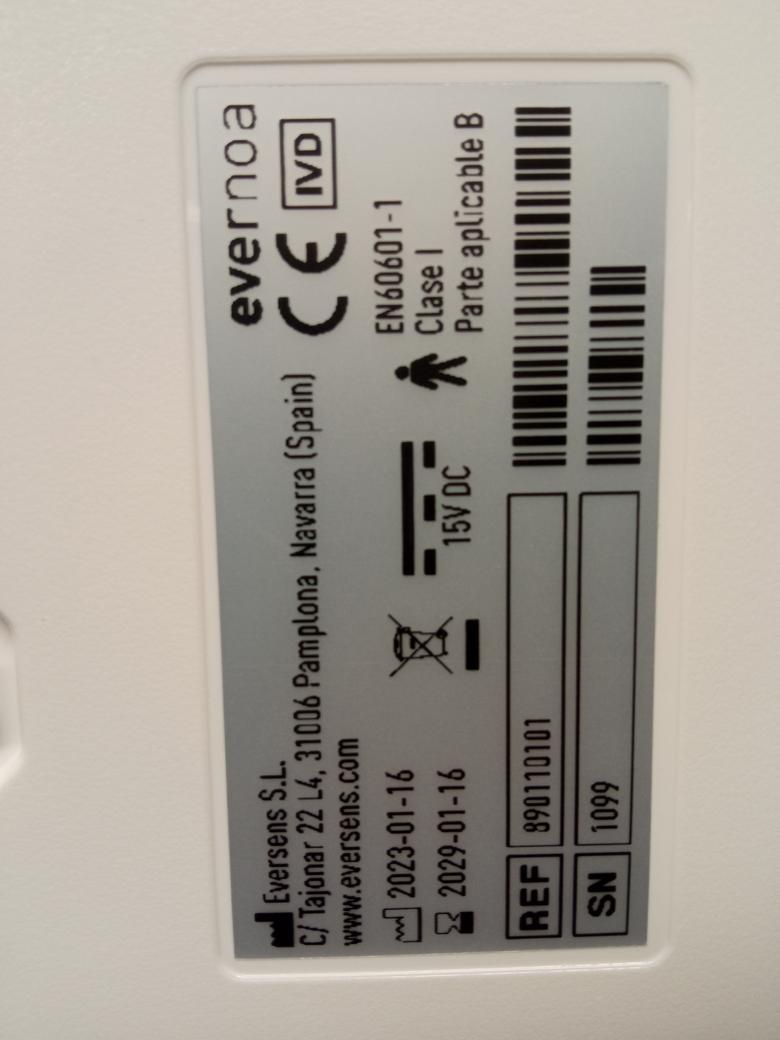 evernoa
Eversens S.L.
C/ Tajonar 22 L4, 31006 Pamplona, Navarra (Spain)
www.eversens.com
CE IVD
2023-01-16
2029-01-16
15V DC
EN60601-1
Clase I
Parte aplicable B
REF 890110101
SN 1099